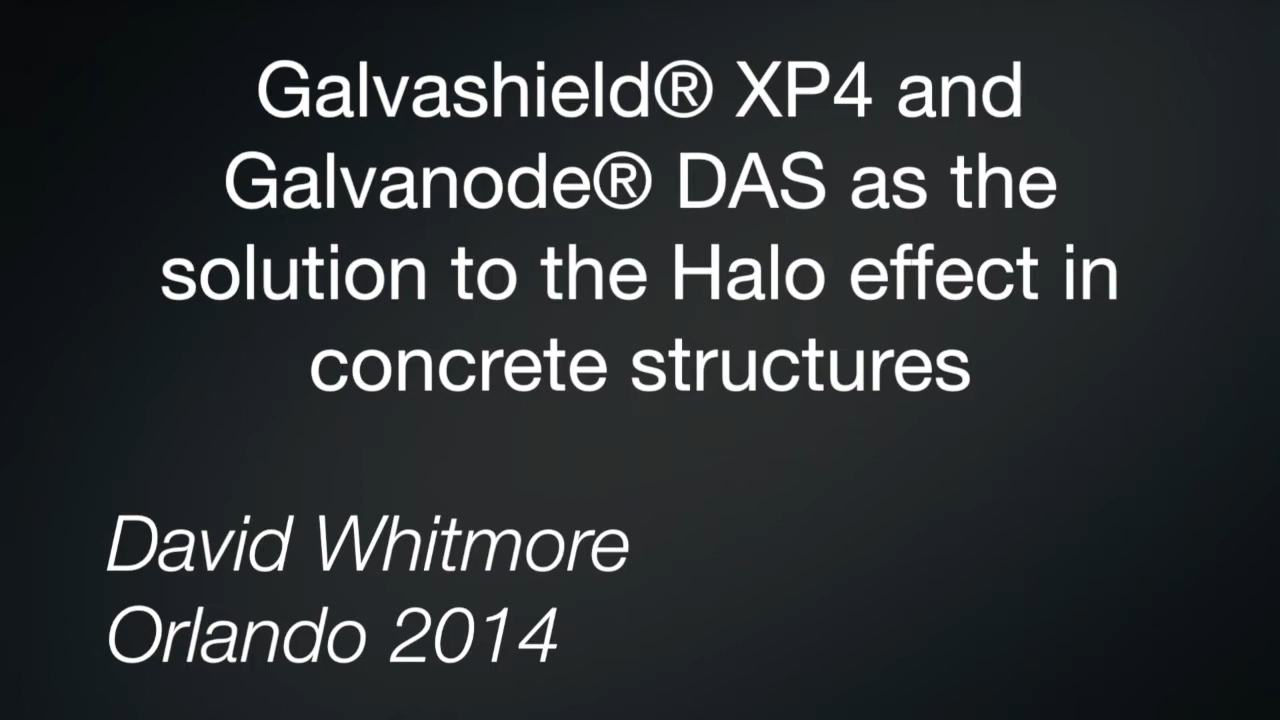 Galvashield® XP4 and
Galvanode® DAS as the
solution to the Halo effect in
concrete structures
David Whitmore
Orlando 2014